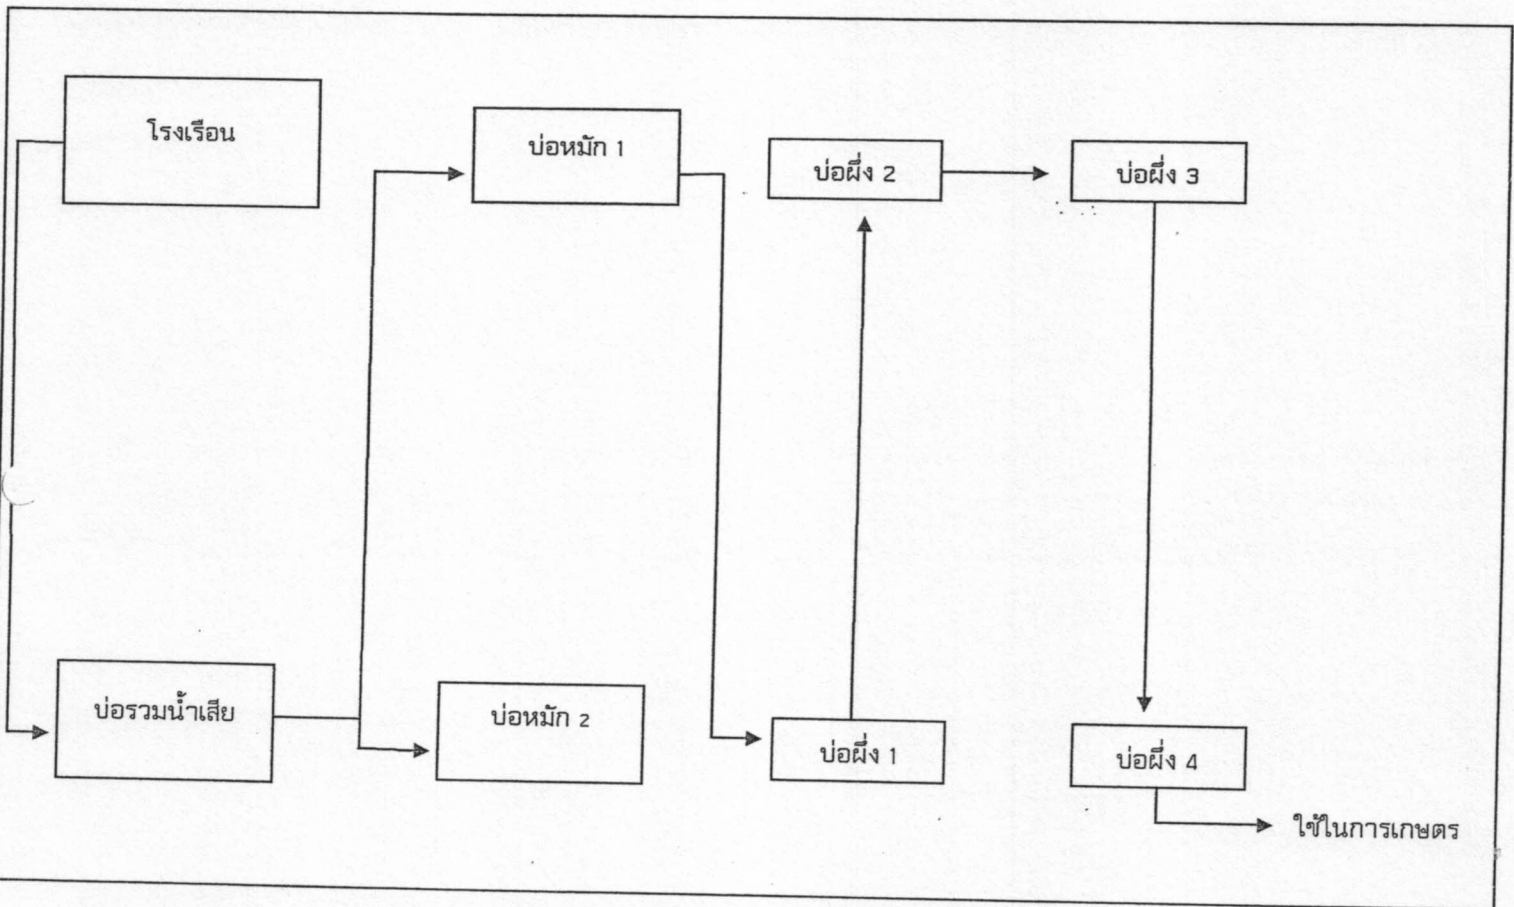 โรงเรือน
บ่อหมัก 1
บ่อผึ่ง 2
บ่อผึ่ง 3
บ่อรวมน้ำเสีย
บ่อหมัก 2
บ่อผึ่ง 1
บ่อผึ่ง 4
ใช้ในการเกษตร